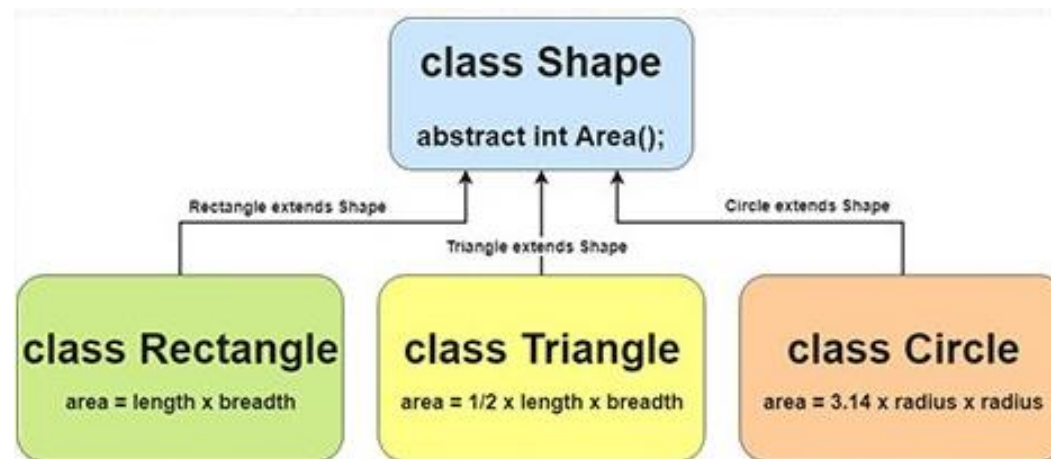 class Shape
abstract int Area();
Rectangle extends Shape
Circle extends Shape
Triangle extends Shape
class Rectangle
area = length x breadth
class Triangle
area = 1/2 x length x breadth
class Circle
area = 3.14 x radius x radius